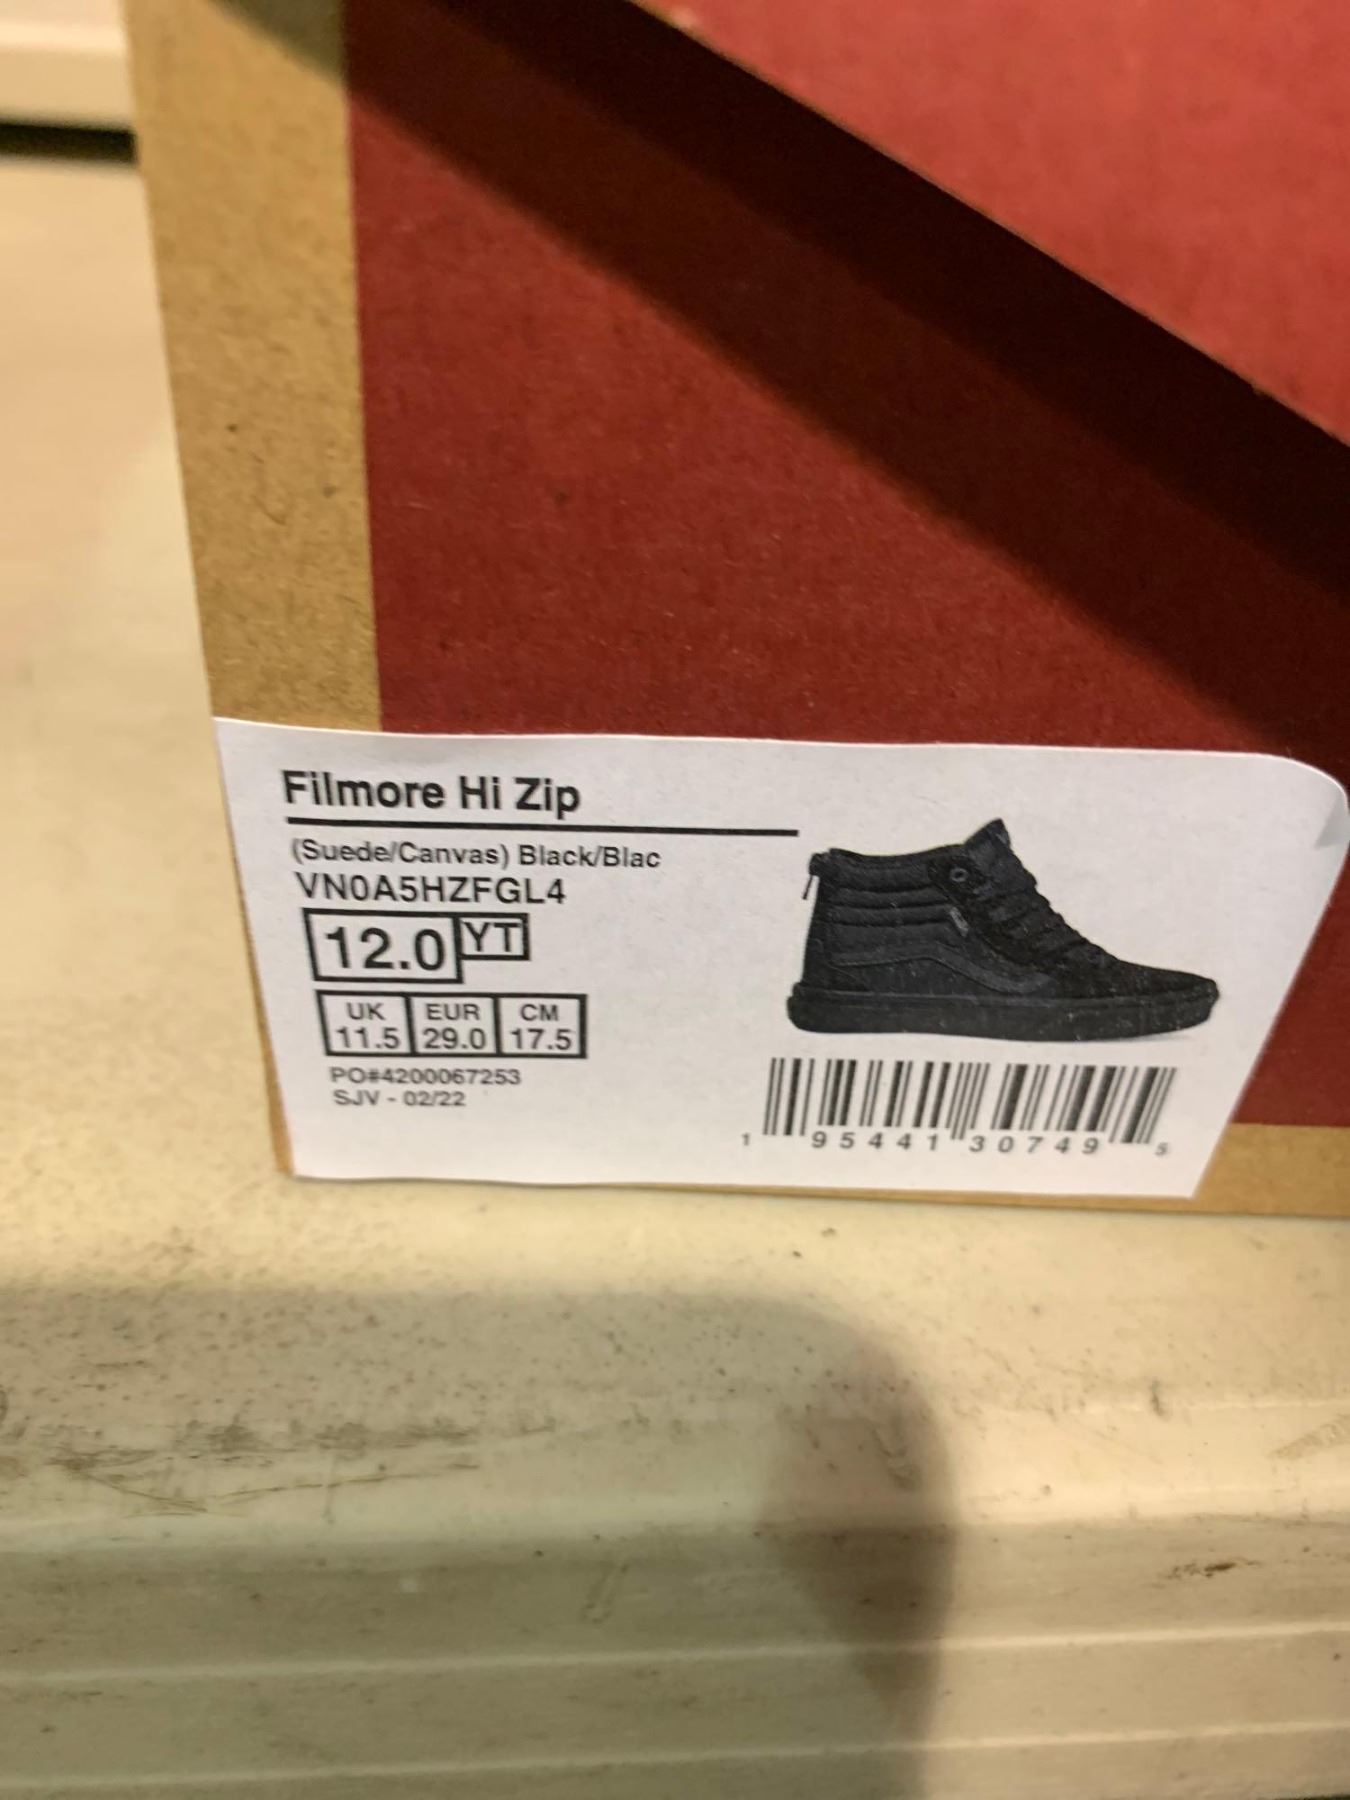 Filmore Hi Zip
(Suede/Canvas) Black/Blac
VN0A5HZFGL4
12.0 YT
UK EUR CM
11.5 29.0 17.5
PO#4200067253
SJV - 02/22
1 95441 30749 5